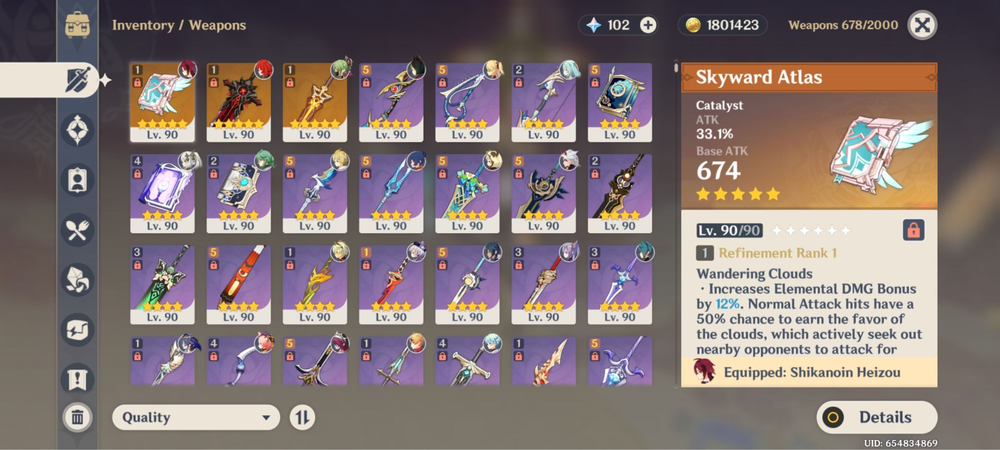 Inventory / Weapons
102
1801423
Weapons 678/2000
1 1 1 5 5 2 5
Lv. 90 Lv. 90 Lv. 90 Lv. 90 Lv. 90 Lv. 90 Lv. 90
4 2 5 5 5 5 2
Lv. 90 Lv. 90 Lv. 90 Lv. 90 Lv. 90 Lv. 90 Lv. 90
3 5 1 1 5 3 3
Lv. 90 Lv. 90 Lv. 90 Lv. 90 Lv. 90 Lv. 90 Lv. 90
1 4 5 1 4 1 5
Quality
Skyward Atlas
Catalyst
ATK
33.1%
Base ATK
674
Lv. 90/90
1 Refinement Rank 1
Wandering Clouds
· Increases Elemental DMG Bonus
by 12%. Normal Attack hits have a
50% chance to earn the favor of
the clouds, which actively seek out
nearby opponents to attack for
Equipped: Shikanoin Heizou
Details
UID: 654834869